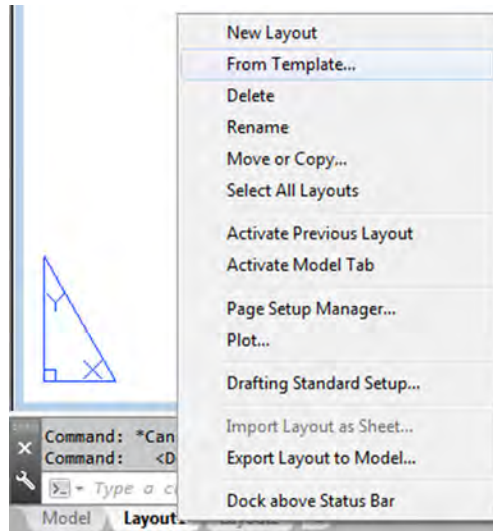 New Layout
From Template...
Delete
Rename
Move or Copy...
Select All Layouts
Activate Previous Layout
Activate Model Tab
Page Setup Manager...
Plot...
Drafting Standard Setup...
Import Layout as Sheet...
Export Layout to Model...
Dock above Status Bar
Y
X
Command: *Can
Command: <D
Type a c
Model Layout1